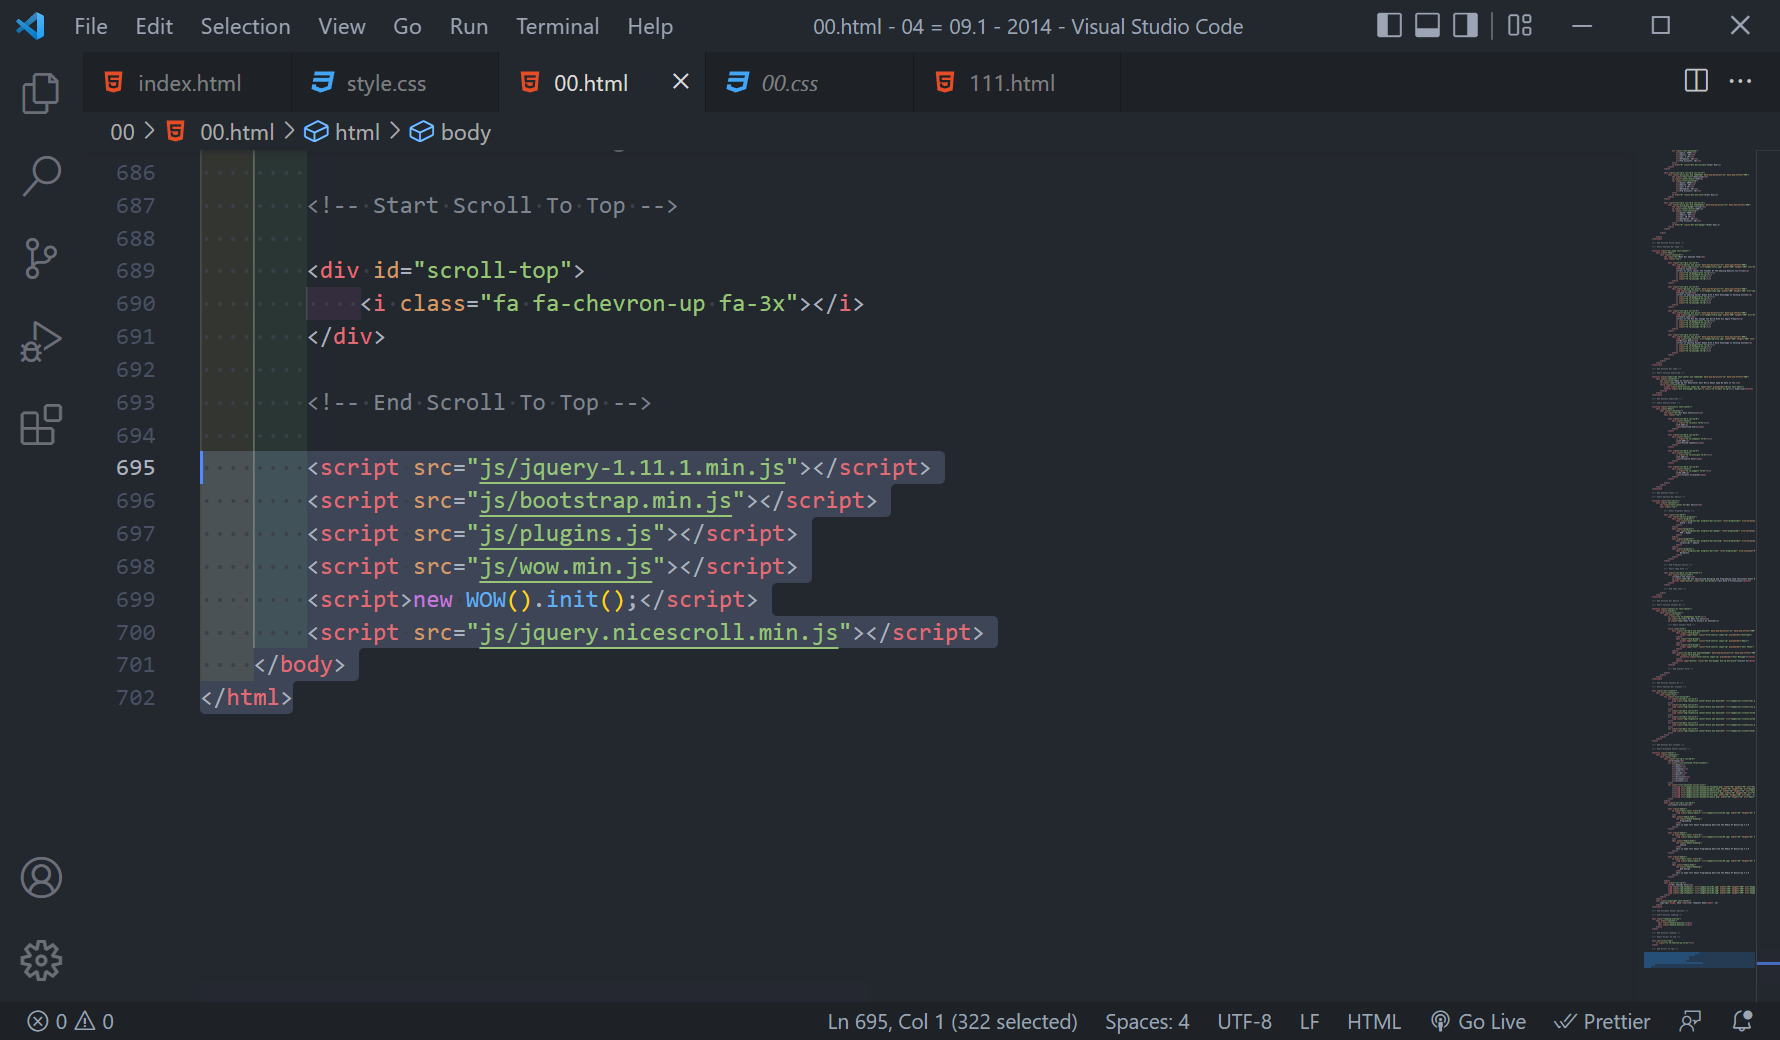 File Edit Selection View Go Run Terminal Help 00.html - 04 = 09.1 - 2014 - Visual Studio Code
index.html style.css 00.html 00.css 111.html
00 > 00.html > html > body
686
687 <!-- Start Scroll To Top -->
688
689 <div id="scroll-top">
690 <i class="fa fa-chevron-up fa-3x"></i>
691 </div>
692
693 <!-- End Scroll To Top -->
694
695 <script src="js/jquery-1.11.1.min.js"></script>
696 <script src="js/bootstrap.min.js"></script>
697 <script src="js/plugins.js"></script>
698 <script src="js/wow.min.js"></script>
699 <script>new WOW().init();</script>
700 <script src="js/jquery.nicescroll.min.js"></script>
701 </body>
702 </html>
0 0 Ln 695, Col 1 (322 selected) Spaces: 4 UTF-8 LF HTML Go Live Prettier